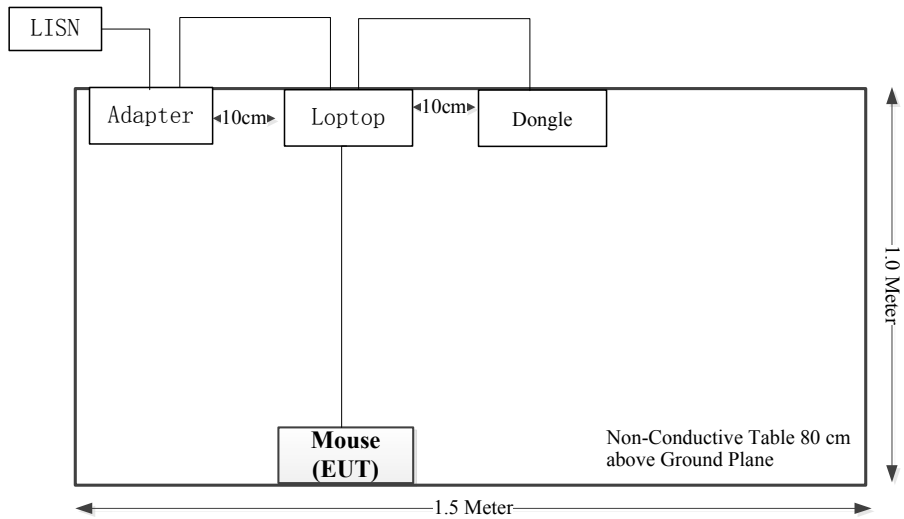 LISN
Adapter
10cm
Loptop
10cm
Dongle
1.0 Meter
Mouse
(EUT)
Non-Conductive Table 80 cm
above Ground Plane
1.5 Meter